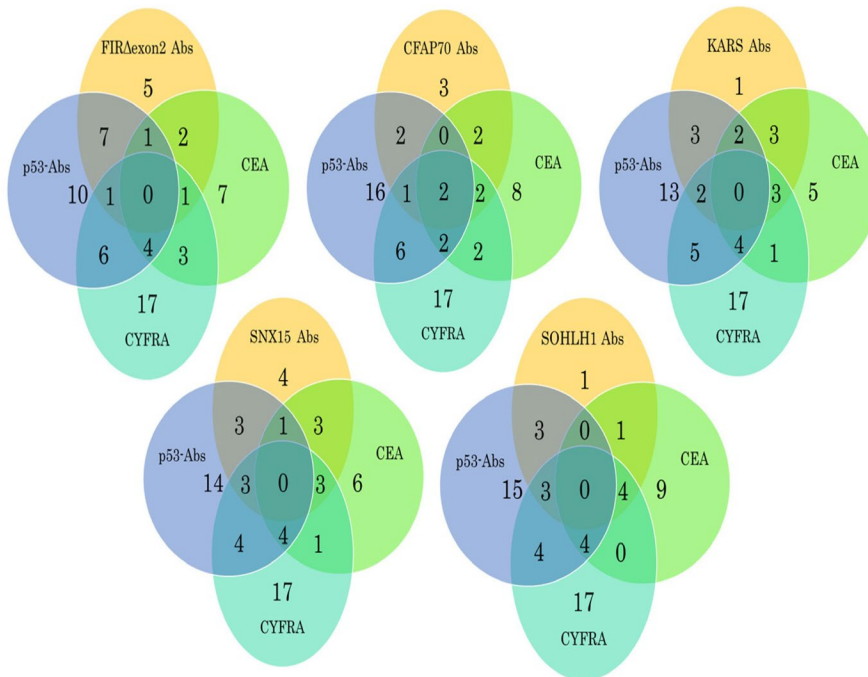 FIRΔexon2 Abs
5
7 1 2
p53-Abs CEA
10 1 0 1 7
6 4 3
17
CYFRA
CFAP70 Abs
3
2 0 2
p53-Abs CEA
16 1 2 2 8
6 2 2
17
CYFRA
KARS Abs
1
3 2 3
p53-Abs CEA
13 2 0 3 5
5 4 1
17
CYFRA
SNX15 Abs
4
3 1 3
p53-Abs CEA
14 3 0 3 6
4 4 1
17
CYFRA
SOHLH1 Abs
1
3 0 1
p53-Abs CEA
15 3 0 4 9
4 4 0
17
CYFRA